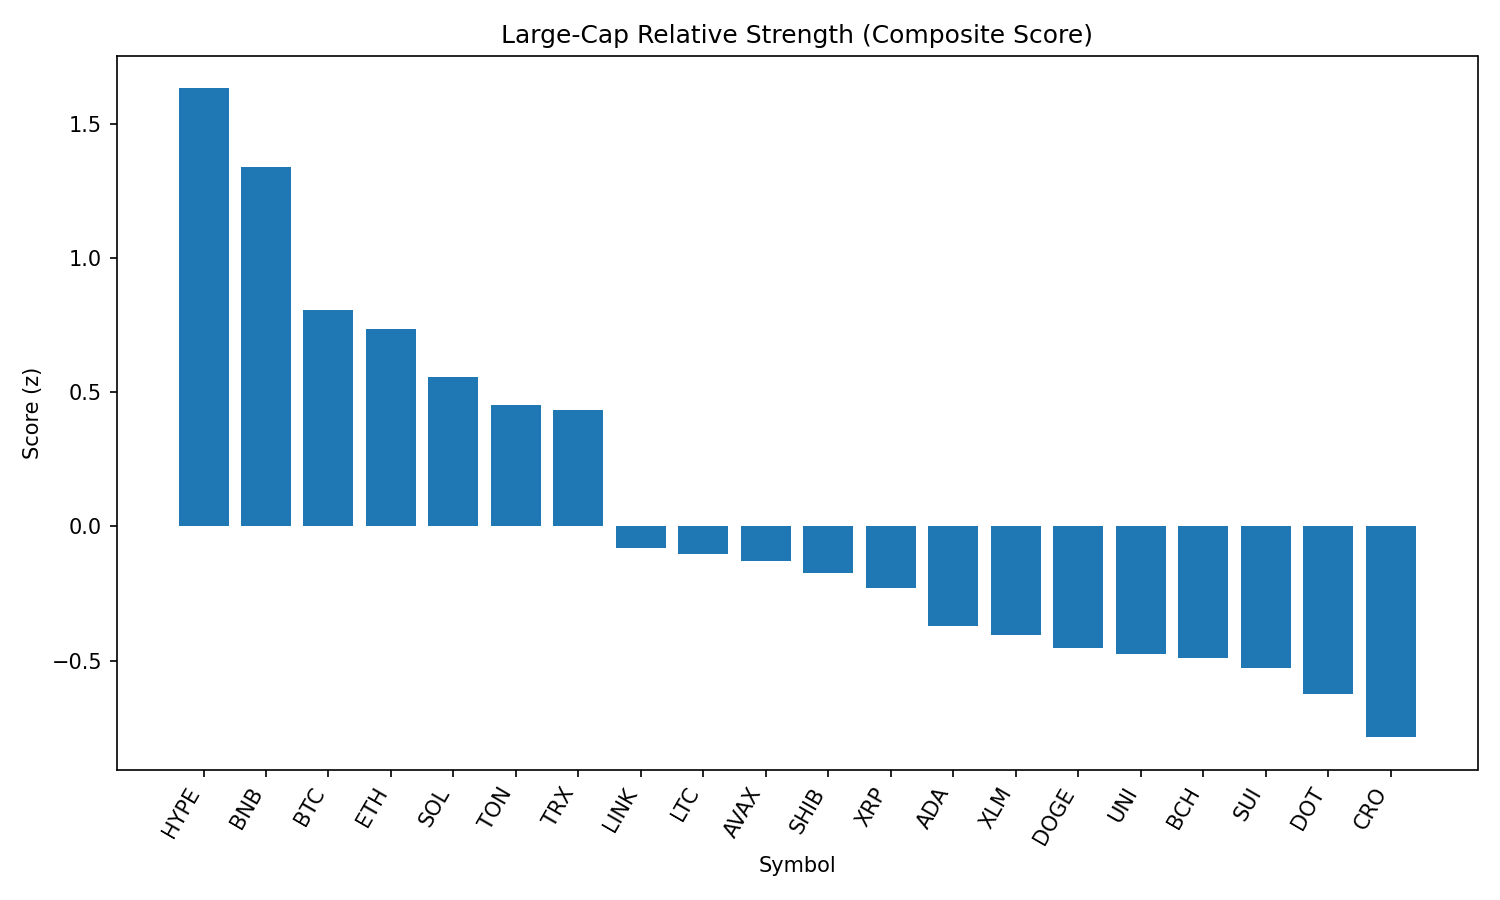 Large-Cap Relative Strength (Composite Score)
Score (z)
1.5
1.0
0.5
0.0
−0.5
HYPE
BNB
BTC
ETH
SOL
TON
TRX
LINK
LTC
AVAX
SHIB
XRP
ADA
XLM
DOGE
UNI
BCH
SUI
DOT
CRO
Symbol